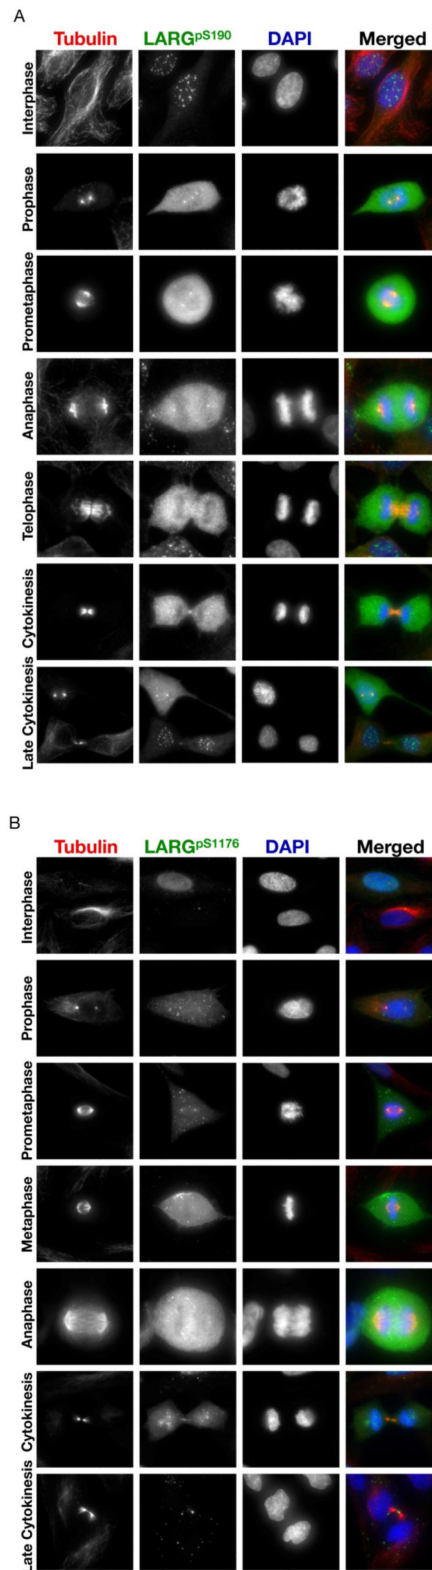 A
Tubulin LARGpS190 DAPI Merged
Interphase
Prophase
Prometaphase
Anaphase
Telophase
Cytokinesis
Late Cytokinesis
B
Tubulin LARGpS1176 DAPI Merged
Interphase
Prophase
Prometaphase
Metaphase
Anaphase
Cytokinesis
Late Cytokinesis